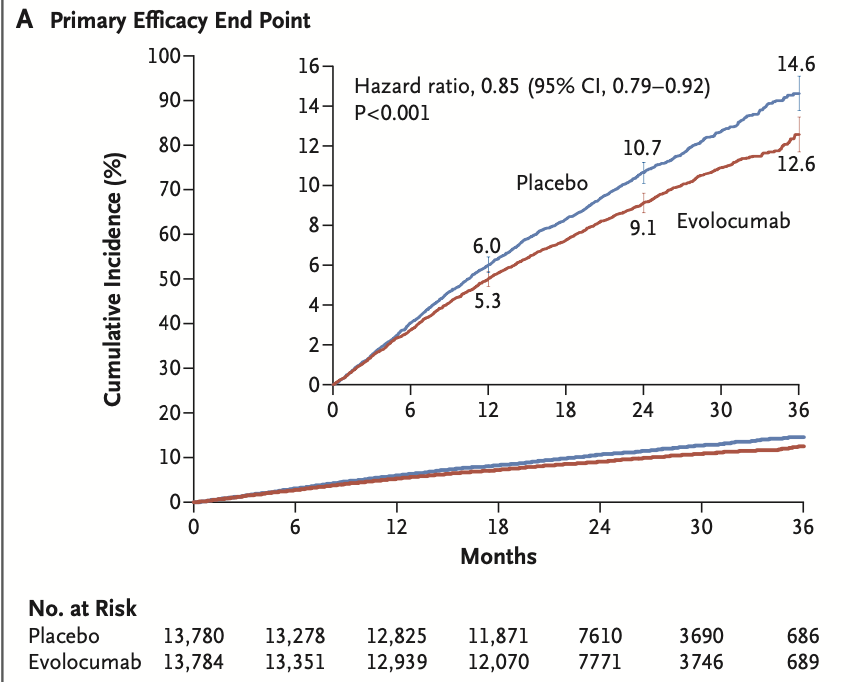 A Primary Efficacy End Point
Cumulative Incidence (%)
100
90
80
70
60
50
40
30
20
10
0
0 6 12 18 24 30 36
Months
16
14
12
10
8
6
4
2
0
0 6 12 18 24 30 36
Hazard ratio, 0.85 (95% CI, 0.79–0.92)
P<0.001
14.6
10.7
Placebo
12.6
Evolocumab
9.1
6.0
5.3
No. at Risk
Placebo 13,780 13,278 12,825 11,871 7610 3690 686
Evolocumab 13,784 13,351 12,939 12,070 7771 3746 689